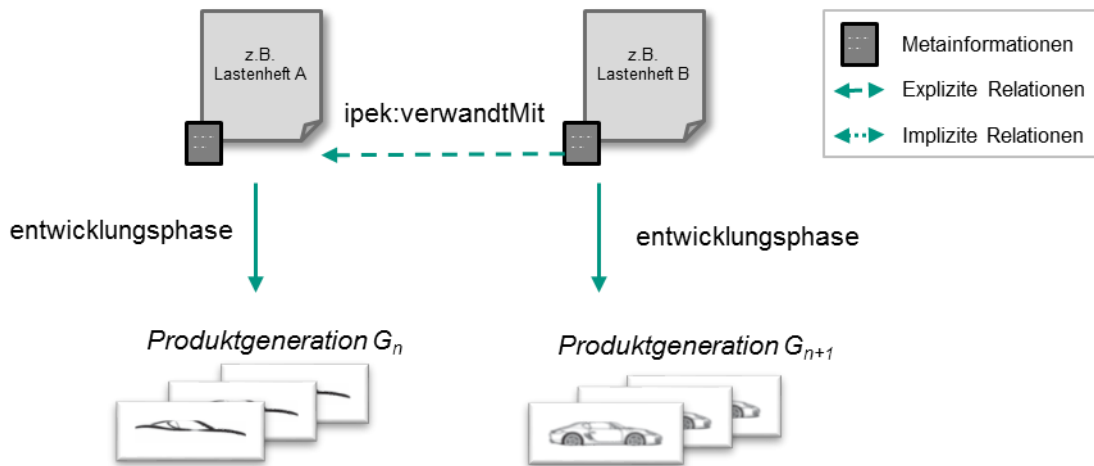 z.B.
Lastenheft A
z.B.
Lastenheft B
Metainformationen
Explizite Relationen
Implizite Relationen
ipek:verwandtMit
entwicklungsphase
entwicklungsphase
Produktgeneration Gn
Produktgeneration Gn+1